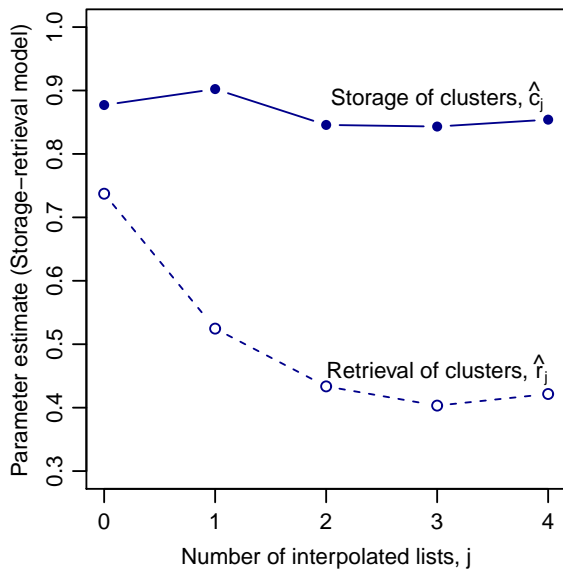 Parameter estimate (Storage−retrieval model)
1.0
0.9
0.8
0.7
0.6
0.5
0.4
0.3
Storage of clusters, ĉj
Retrieval of clusters, r̂j
0 1 2 3 4
Number of interpolated lists, j